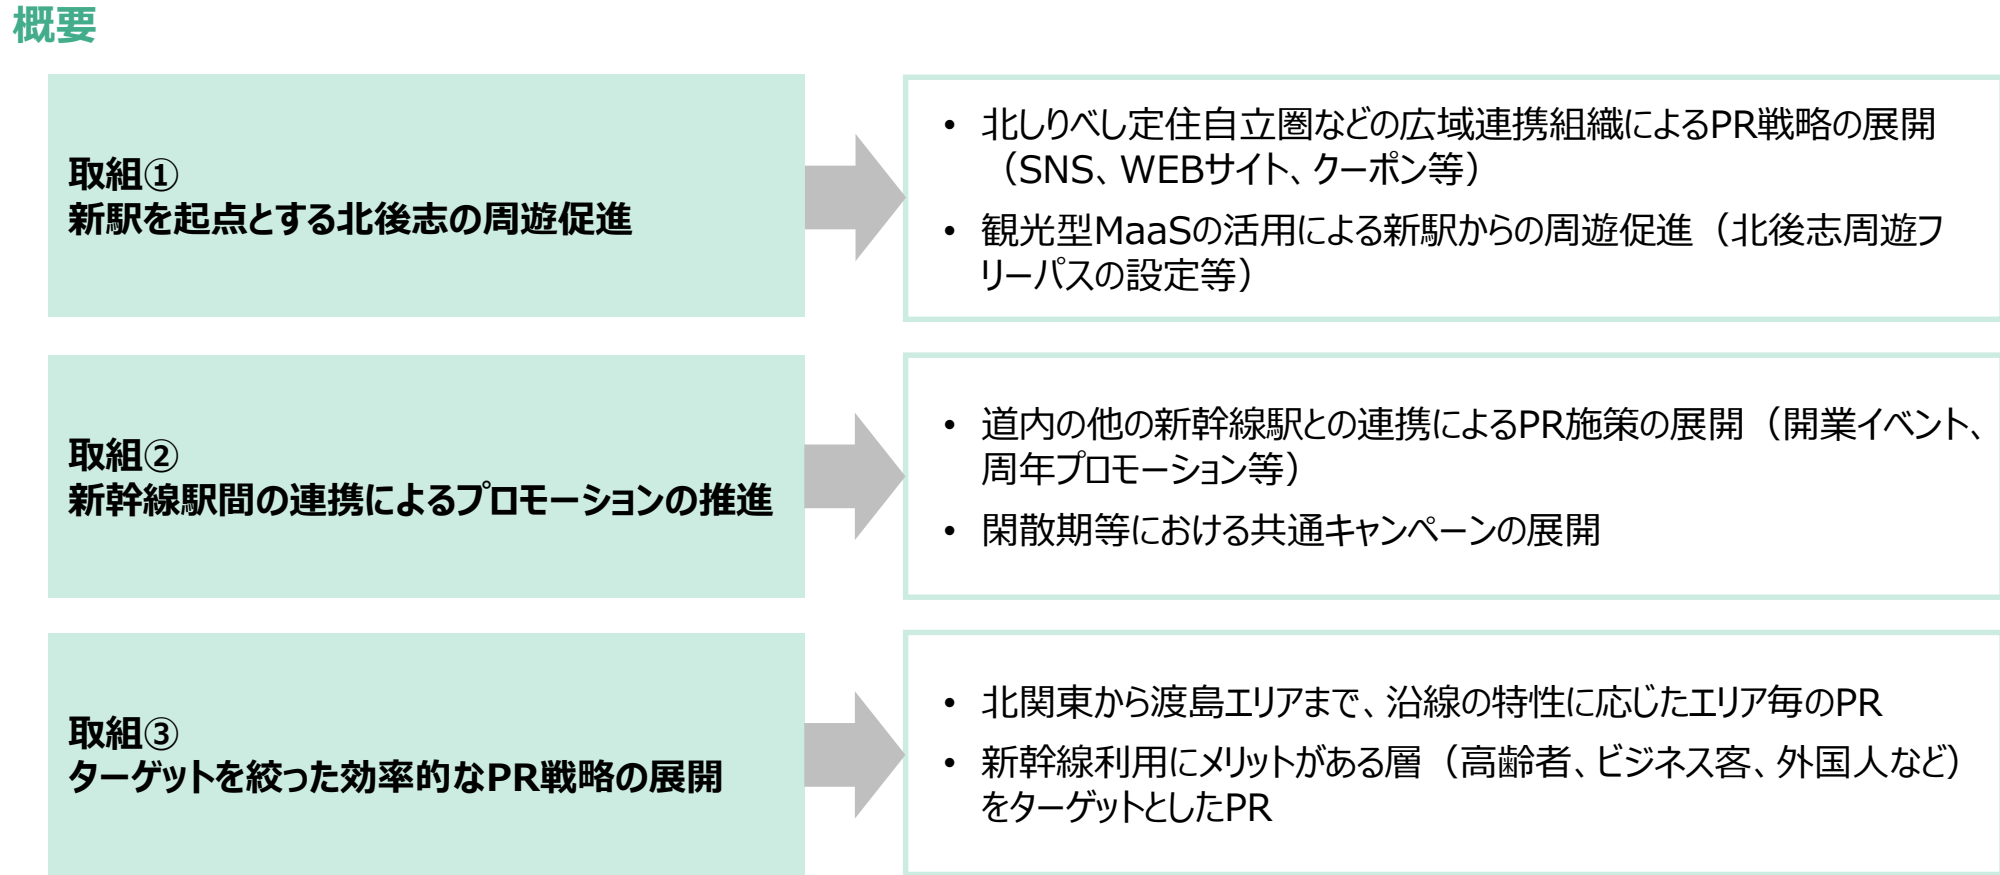 概要
取組①
新駅を起点とする北後志の周遊促進
• 北しりべし定住自立圏などの広域連携組織によるPR戦略の展開
（SNS、WEBサイト、クーポン等）
• 観光型MaaSの活用による新駅からの周遊促進（北後志周遊フ
リーパスの設定等）
取組②
新幹線駅間の連携によるプロモーションの推進
• 道内の他の新幹線駅との連携によるPR施策の展開（開業イベント、
周年プロモーション等）
• 閑散期等における共通キャンペーンの展開
取組③
ターゲットを絞った効率的なPR戦略の展開
• 北関東から渡島エリアまで、沿線の特性に応じたエリア毎のPR
• 新幹線利用にメリットがある層（高齢者、ビジネス客、外国人など）
をターゲットとしたPR